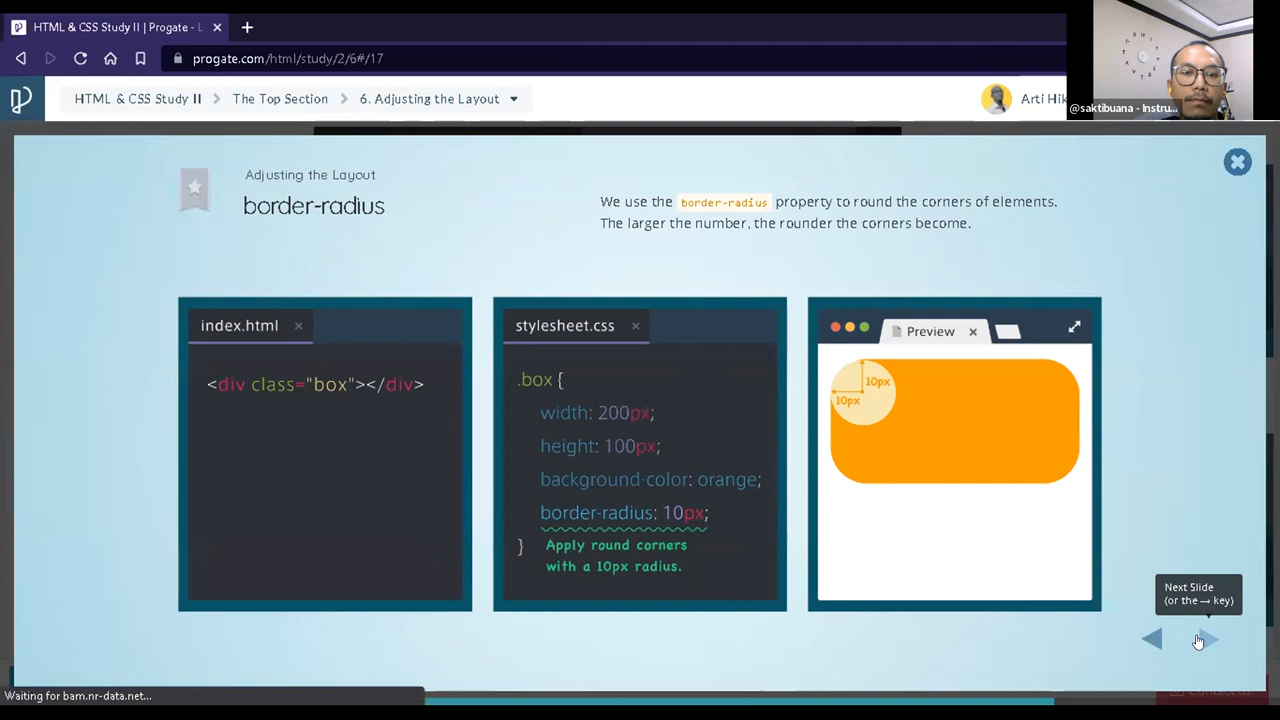 HTML & CSS Study II | Progate - L
progate.com/html/study/2/6#/17
@saktibuana - Instru...
HTML & CSS Study II
The Top Section
6. Adjusting the Layout
Arti Hik
Adjusting the Layout
border-radius
We use the border-radius property to round the corners of elements.
The larger the number, the rounder the corners become.
index.html
<div class="box"></div>
stylesheet.css
.box {
width: 200px;
height: 100px;
background-color: orange;
border-radius: 10px;
} Apply round corners
with a 10px radius.
Preview
10px
10px
Next Slide
(or the → key)
Waiting for bam.nr-data.net...
Contact us